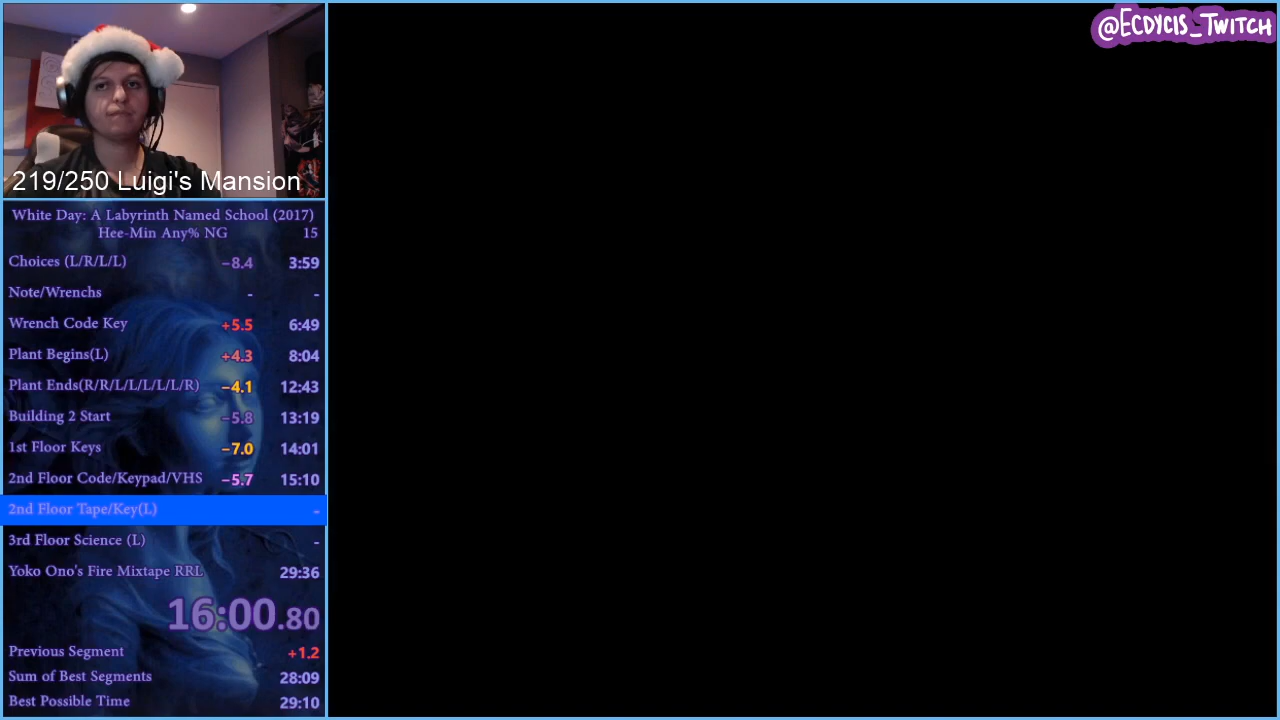 @ECDYCIS_TWITCH
219/250 Luigi's Mansion
White Day: A Labyrinth Named School (2017)
Hee-Min Any% NG 15
Choices (L/R/L/L) −8.4 3:59
Note/Wrenchs - -
Wrench Code Key +5.5 6:49
Plant Begins(L) +4.3 8:04
Plant Ends(R/R/L/L/L/L/L/R) −4.1 12:43
Building 2 Start −5.8 13:19
1st Floor Keys −7.0 14:01
2nd Floor Code/Keypad/VHS −5.7 15:10
2nd Floor Tape/Key(L) -
3rd Floor Science (L) -
Yoko Ono's Fire Mixtape RRL 29:36
16:00.80
Previous Segment +1.2
Sum of Best Segments 28:09
Best Possible Time 29:10